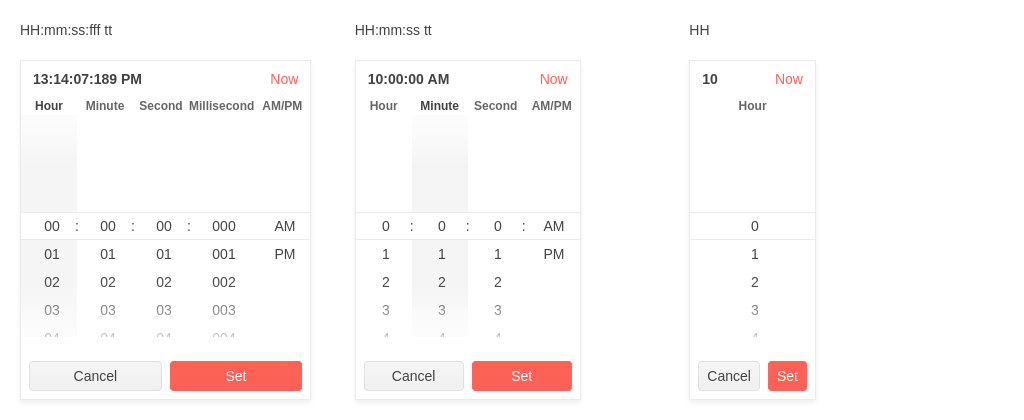 HH:mm:ss:fff tt
13:14:07:189 PM Now
Hour Minute Second Millisecond AM/PM
00 : 00 : 00 : 000 AM
01 01 01 001 PM
02 02 02 002
03 03 03 003
04 04 04 004
Cancel Set
HH:mm:ss tt
10:00:00 AM Now
Hour Minute Second AM/PM
0 : 0 : 0 : AM
1 1 1 PM
2 2 2
3 3 3
4 4 4
Cancel Set
HH
10 Now
Hour
0
1
2
3
4
Cancel Set